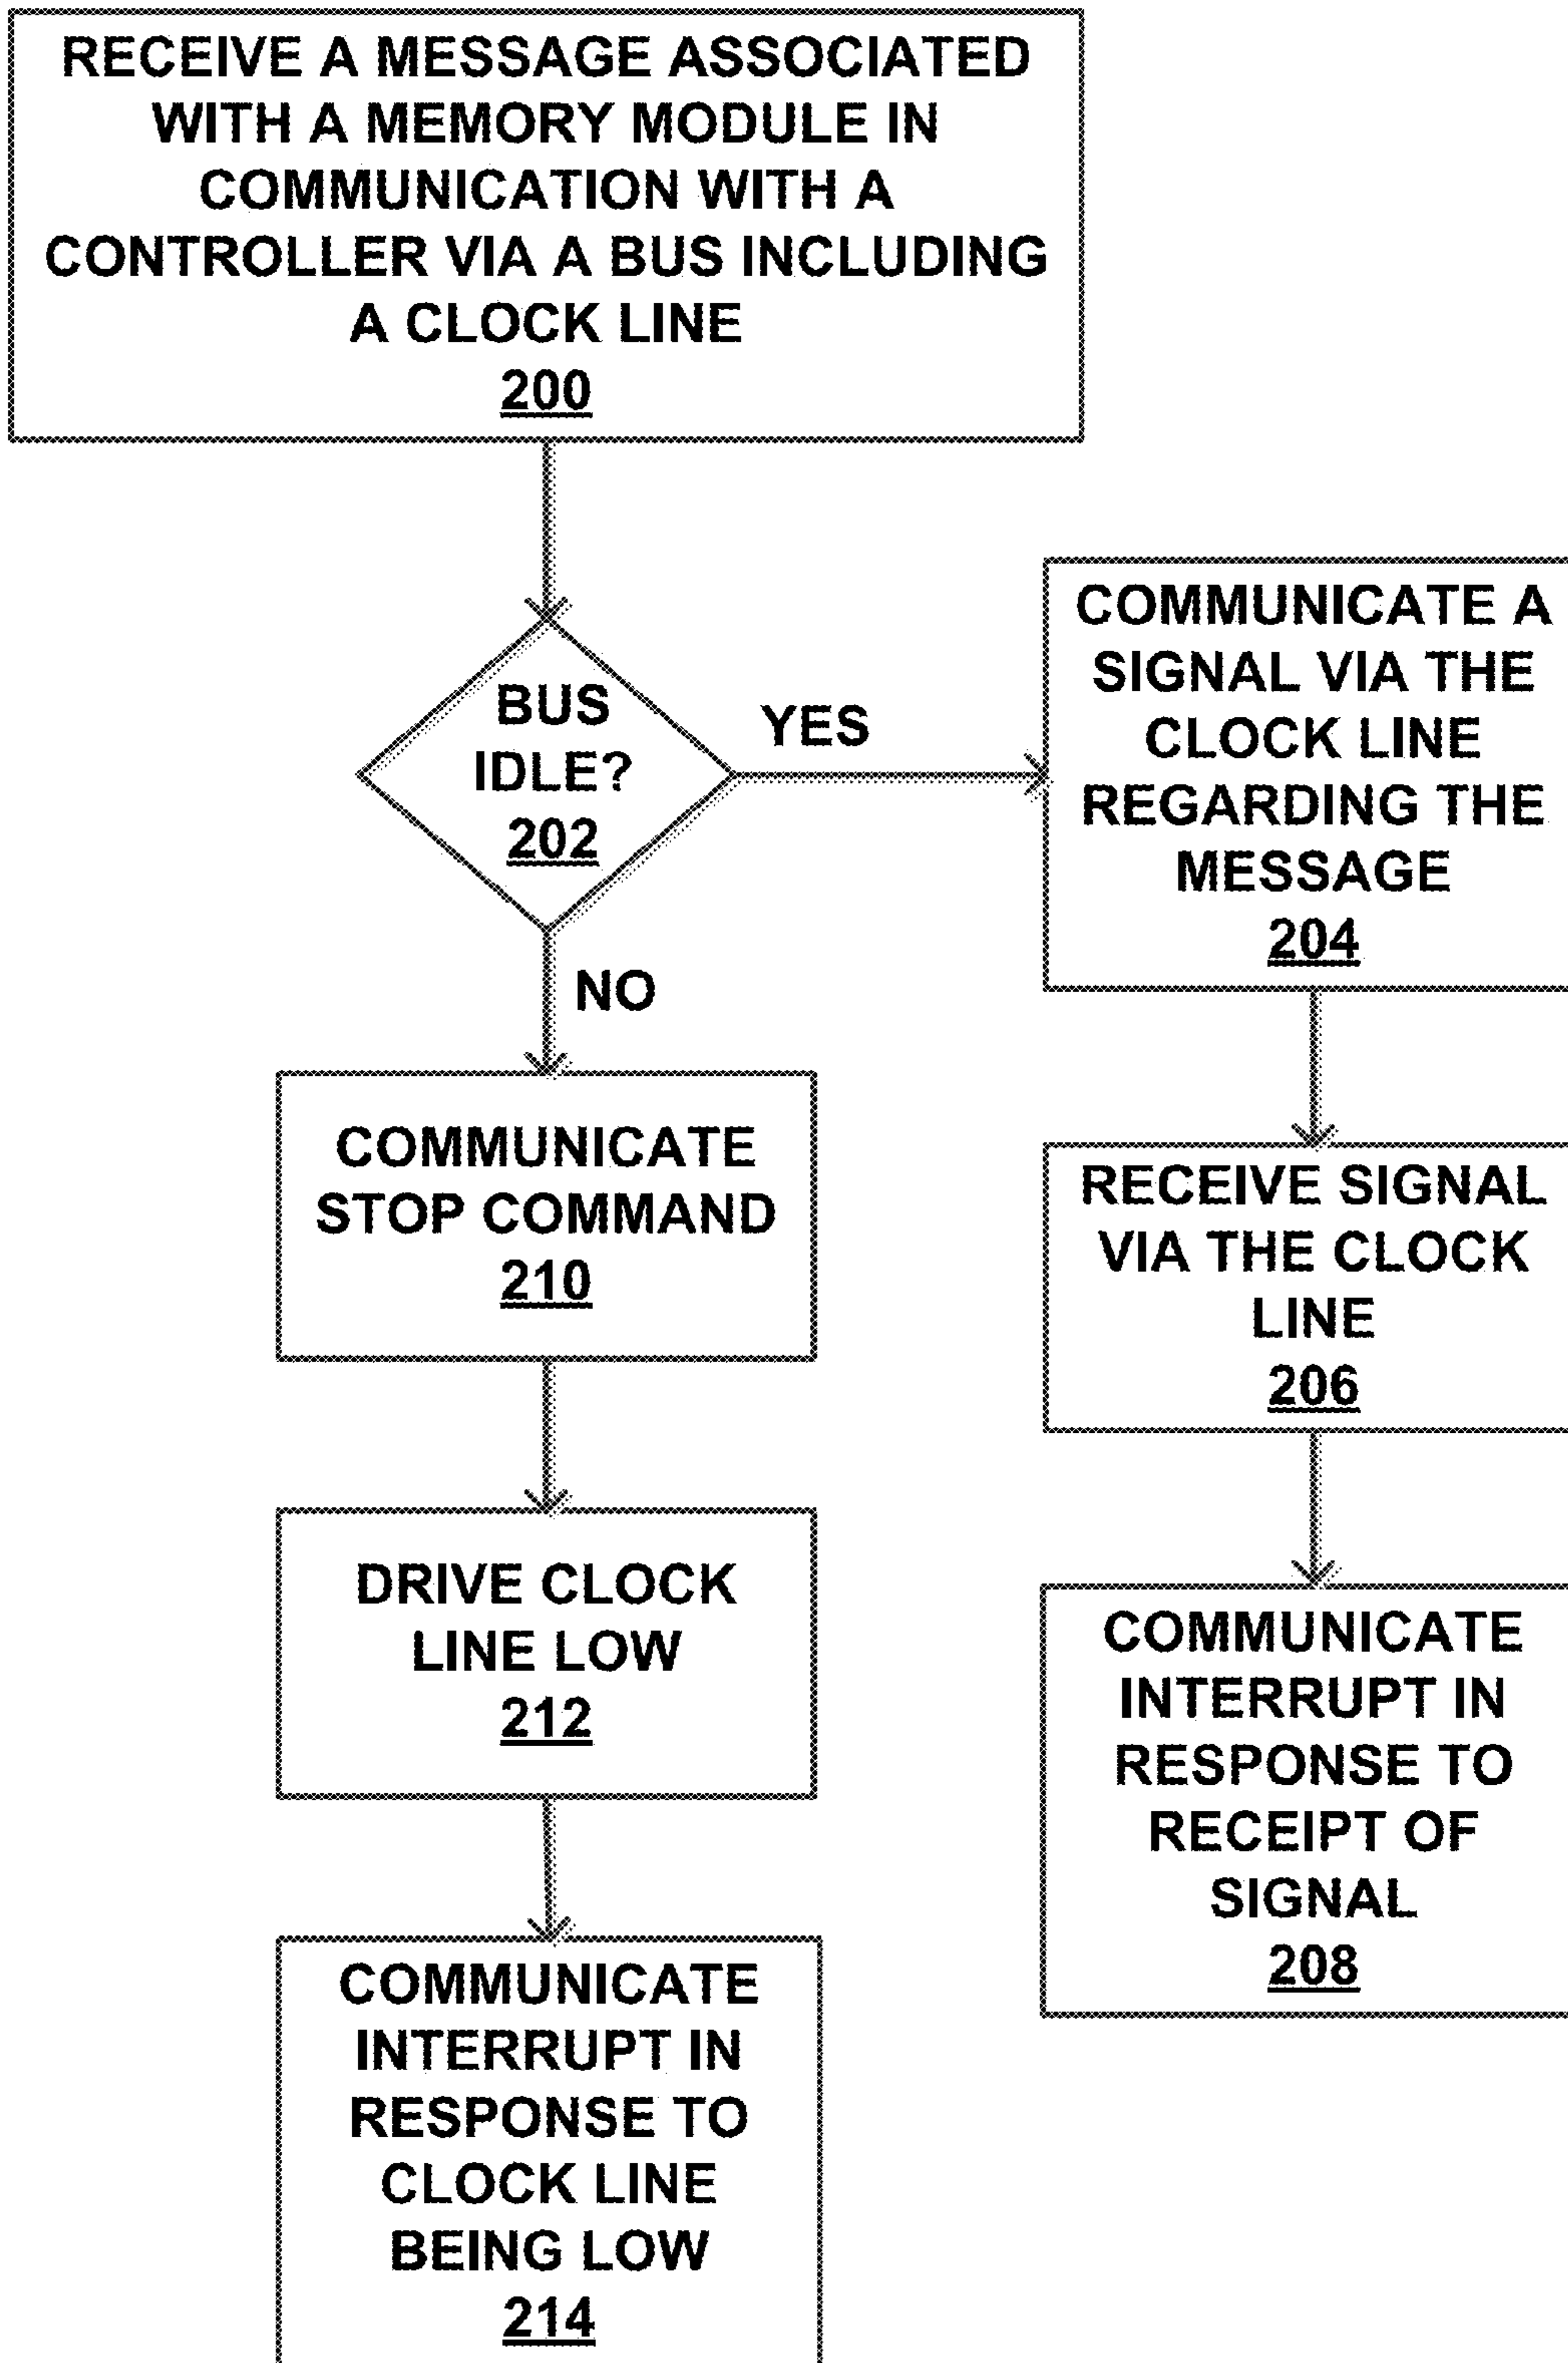 RECEIVE A MESSAGE ASSOCIATED
WITH A MEMORY MODULE IN
COMMUNICATION WITH A
CONTROLLER VIA A BUS INCLUDING
A CLOCK LINE
200
BUS
IDLE?
202
YES
NO
COMMUNICATE A
SIGNAL VIA THE
CLOCK LINE
REGARDING THE
MESSAGE
204
RECEIVE SIGNAL
VIA THE CLOCK
LINE
206
COMMUNICATE
INTERRUPT IN
RESPONSE TO
RECEIPT OF
SIGNAL
208
COMMUNICATE
STOP COMMAND
210
DRIVE CLOCK
LINE LOW
212
COMMUNICATE
INTERRUPT IN
RESPONSE TO
CLOCK LINE
BEING LOW
214